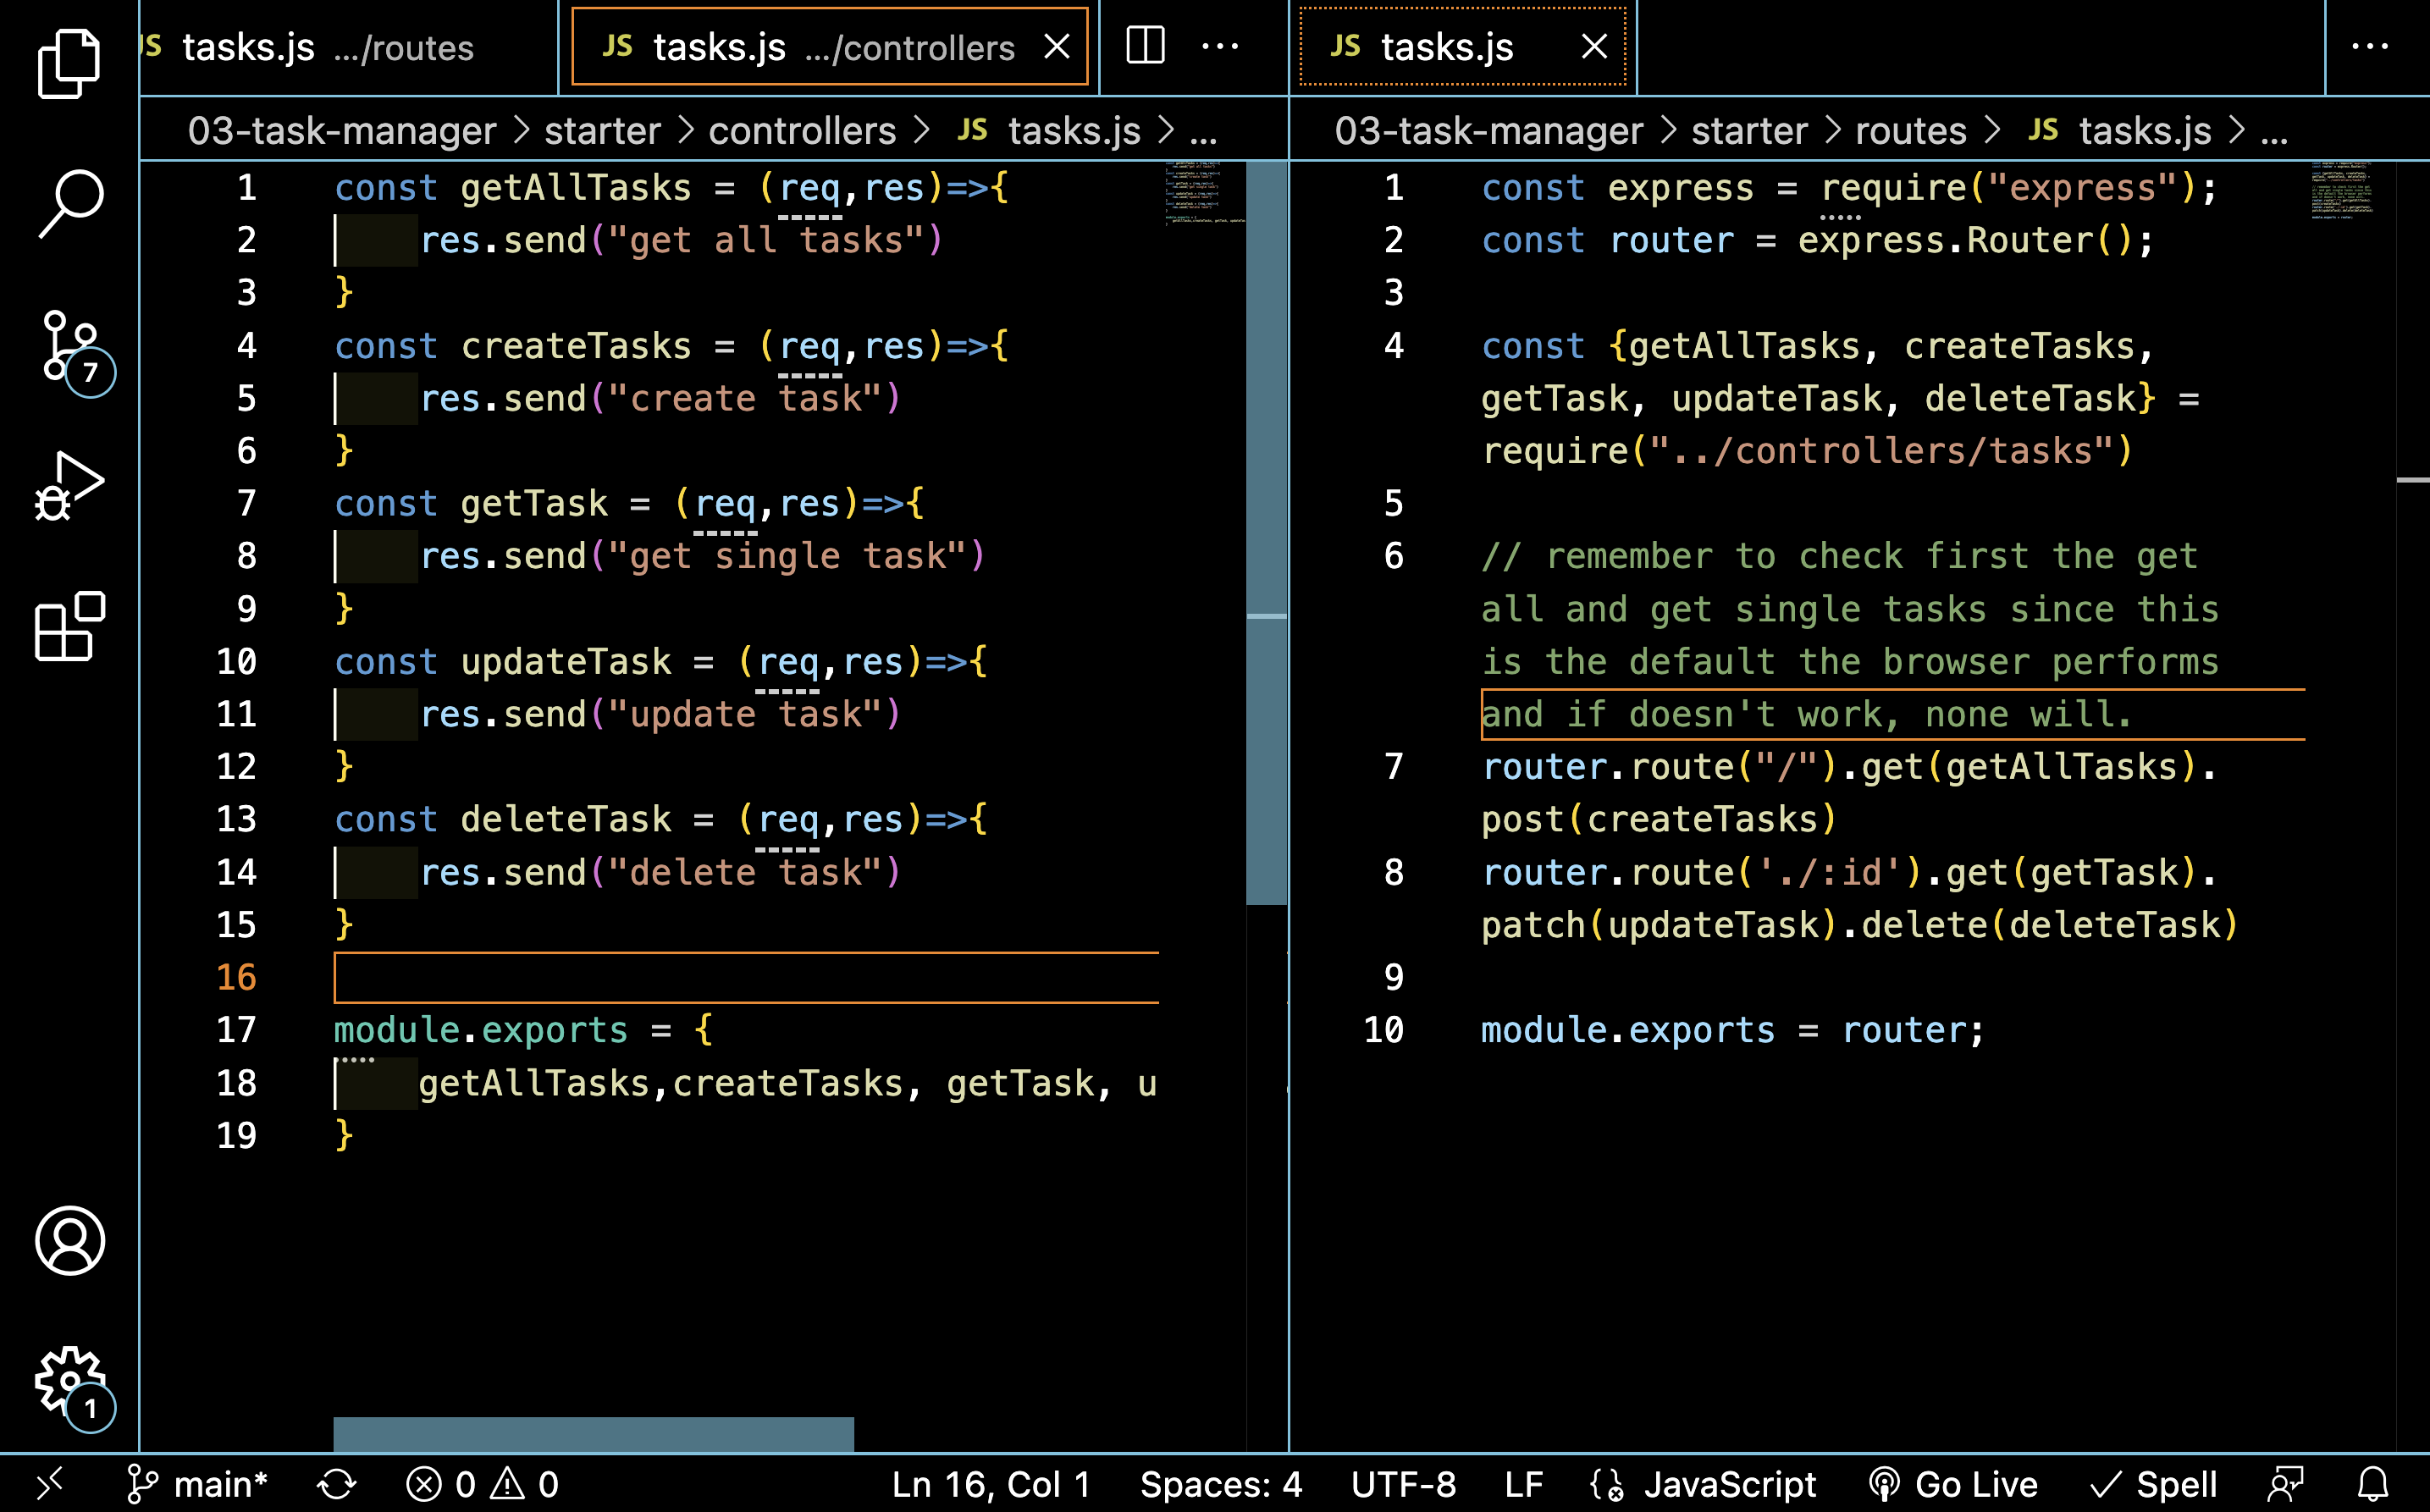 JS tasks.js .../routes
JS tasks.js .../controllers
JS tasks.js
03-task-manager > starter > controllers > JS tasks.js > ...
1 const getAllTasks = (req,res)=>{
2 res.send("get all tasks")
3 }
4 const createTasks = (req,res)=>{
5 res.send("create task")
6 }
7 const getTask = (req,res)=>{
8 res.send("get single task")
9 }
10 const updateTask = (req,res)=>{
11 res.send("update task")
12 }
13 const deleteTask = (req,res)=>{
14 res.send("delete task")
15 }
16
17 module.exports = {
18 getAllTasks,createTasks, getTask, u
19 }
03-task-manager > starter > routes > JS tasks.js > ...
1 const express = require("express");
2 const router = express.Router();
3
4 const {getAllTasks, createTasks,
getTask, updateTask, deleteTask} =
require("../controllers/tasks")
5
6 // remember to check first the get
all and get single tasks since this
is the default the browser performs
and if doesn't work, none will.
7 router.route("/").get(getAllTasks).
post(createTasks)
8 router.route('./:id').get(getTask).
patch(updateTask).delete(deleteTask)
9
10 module.exports = router;
7
1
main* 0 0 Ln 16, Col 1 Spaces: 4 UTF-8 LF JavaScript Go Live Spell